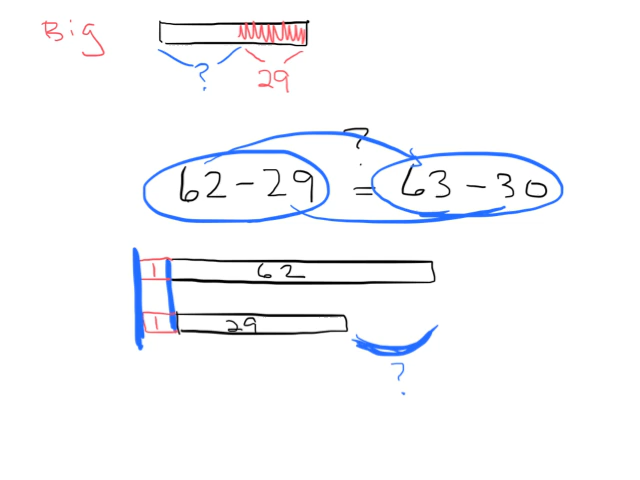 Big
? 29
?
62 - 29 = 63 - 30
1 62
1 29
?